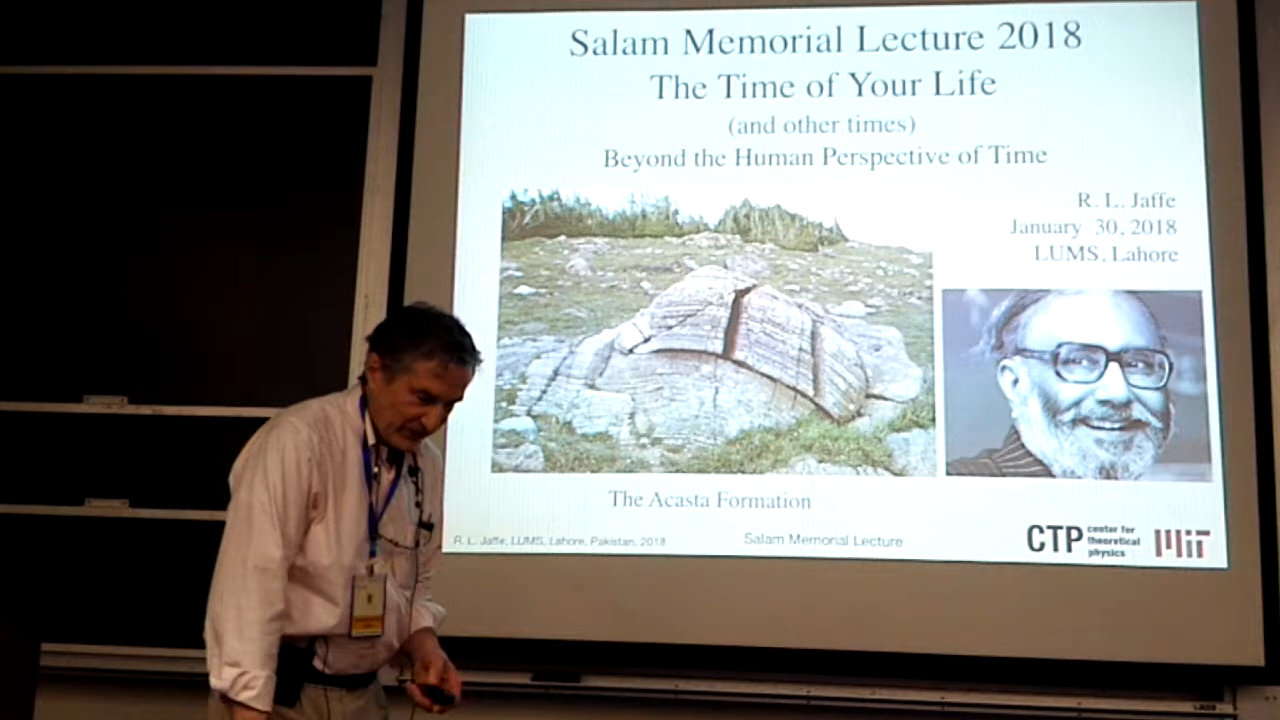 Salam Memorial Lecture 2018
The Time of Your Life
(and other times)
Beyond the Human Perspective of Time
R. L. Jaffe
January 30, 2018
LUMS, Lahore
The Acasta Formation
R. L. Jaffe, LUMS, Lahore, Pakistan, 2018
Salam Memorial Lecture
CTP
center for
theoretical
physics
MIT